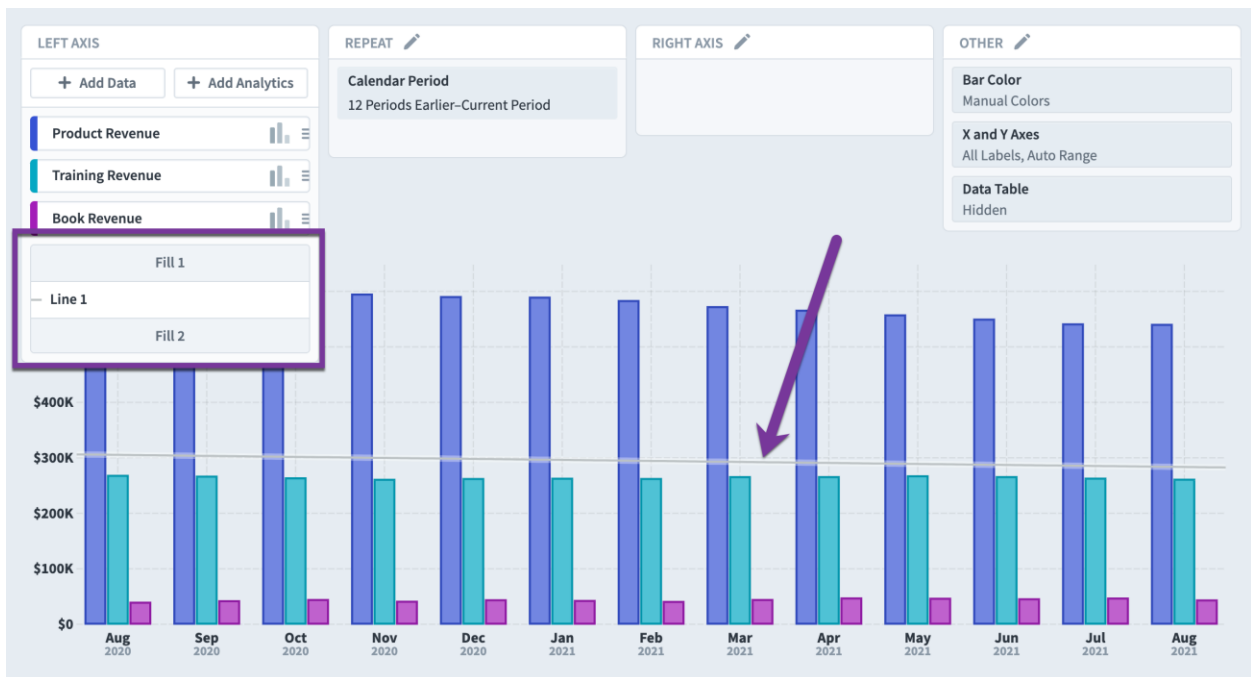 LEFT AXIS
+ Add Data
+ Add Analytics
Product Revenue
Training Revenue
Book Revenue
Fill 1
Line 1
Fill 2
REPEAT
Calendar Period
12 Periods Earlier–Current Period
RIGHT AXIS
OTHER
Bar Color
Manual Colors
X and Y Axes
All Labels, Auto Range
Data Table
Hidden
$400K
$300K
$200K
$100K
$0
Aug Sep Oct Nov Dec Jan Feb Mar Apr May Jun Jul Aug
2020 2020 2020 2020 2020 2021 2021 2021 2021 2021 2021 2021 2021